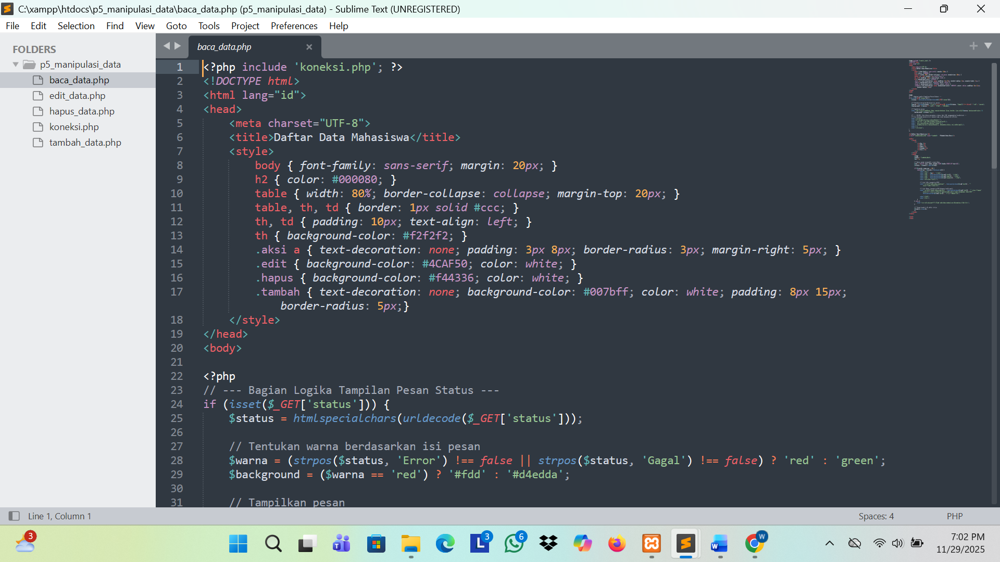 C:\xampp\htdocs\p5_manipulasi_data\baca_data.php (p5_manipulasi_data) - Sublime Text (UNREGISTERED)
File Edit Selection Find View Goto Tools Project Preferences Help
FOLDERS
p5_manipulasi_data
baca_data.php
edit_data.php
hapus_data.php
koneksi.php
tambah_data.php
baca_data.php
1 <?php include 'koneksi.php'; ?>
2 <!DOCTYPE html>
3 <html lang="id">
4 <head>
5     <meta charset="UTF-8">
6     <title>Daftar Data Mahasiswa</title>
7     <style>
8         body { font-family: sans-serif; margin: 20px; }
9         h2 { color: #000080; }
10         table { width: 80%; border-collapse: collapse; margin-top: 20px; }
11         table, th, td { border: 1px solid #ccc; }
12         th, td { padding: 10px; text-align: left; }
13         th { background-color: #f2f2f2; }
14         .aksi a { text-decoration: none; padding: 3px 8px; border-radius: 3px; margin-right: 5px; }
15         .edit { background-color: #4CAF50; color: white; }
16         .hapus { background-color: #f44336; color: white; }
17         .tambah { text-decoration: none; background-color: #007bff; color: white; padding: 8px 15px;
            border-radius: 5px;}
18     </style>
19 </head>
20 <body>
21
22 <?php
23 // --- Bagian Logika Tampilan Pesan Status ---
24 if (isset($_GET['status'])) {
25     $status = htmlspecialchars(urldecode($_GET['status']));
26
27     // Tentukan warna berdasarkan isi pesan
28     $warna = (strpos($status, 'Error') !== false || strpos($status, 'Gagal') !== false) ? 'red' : 'green';
29     $background = ($warna == 'red') ? '#fdd' : '#d4edda';
30
31     // Tampilkan pesan
Line 1, Column 1
Spaces: 4
PHP
3
3
6
W
7:02 PM
11/29/2025